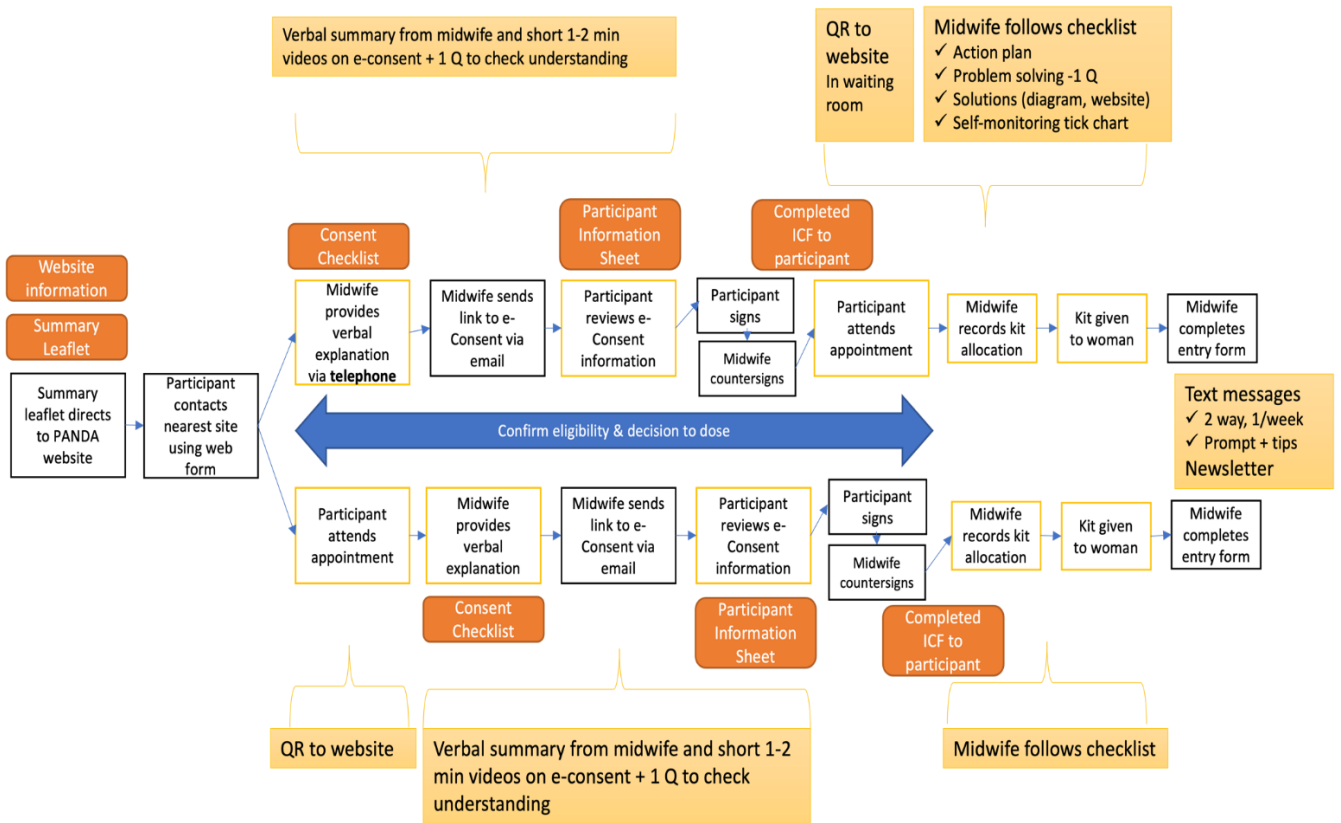 Verbal summary from midwife and short 1-2 min
videos on e-consent + 1 Q to check understanding
QR to
website
In waiting
room
Midwife follows checklist
✓ Action plan
✓ Problem solving -1 Q
✓ Solutions (diagram, website)
✓ Self-monitoring tick chart
Website
information
Summary
Leaflet
Consent
Checklist
Participant
Information
Sheet
Completed
ICF to
participant
Summary
leaflet directs
to PANDA
website
Participant
contacts
nearest site
using web
form
Midwife
provides
verbal
explanation
via telephone
Midwife sends
link to e-
Consent via
email
Participant
reviews e-
Consent
information
Participant
signs
Midwife
countersigns
Participant
attends
appointment
Midwife
records kit
allocation
Kit given
to woman
Midwife
completes
entry form
Confirm eligibility & decision to dose
Text messages
✓ 2 way, 1/week
✓ Prompt + tips
Newsletter
Participant
attends
appointment
Midwife
provides
verbal
explanation
Midwife sends
link to e-
Consent via
email
Participant
reviews e-
Consent
information
Participant
signs
Midwife
countersigns
Midwife
records kit
allocation
Kit given
to woman
Midwife
completes
entry form
Consent
Checklist
Participant
Information
Sheet
Completed
ICF to
participant
QR to website
Verbal summary from midwife and short 1-2
min videos on e-consent + 1 Q to check
understanding
Midwife follows checklist